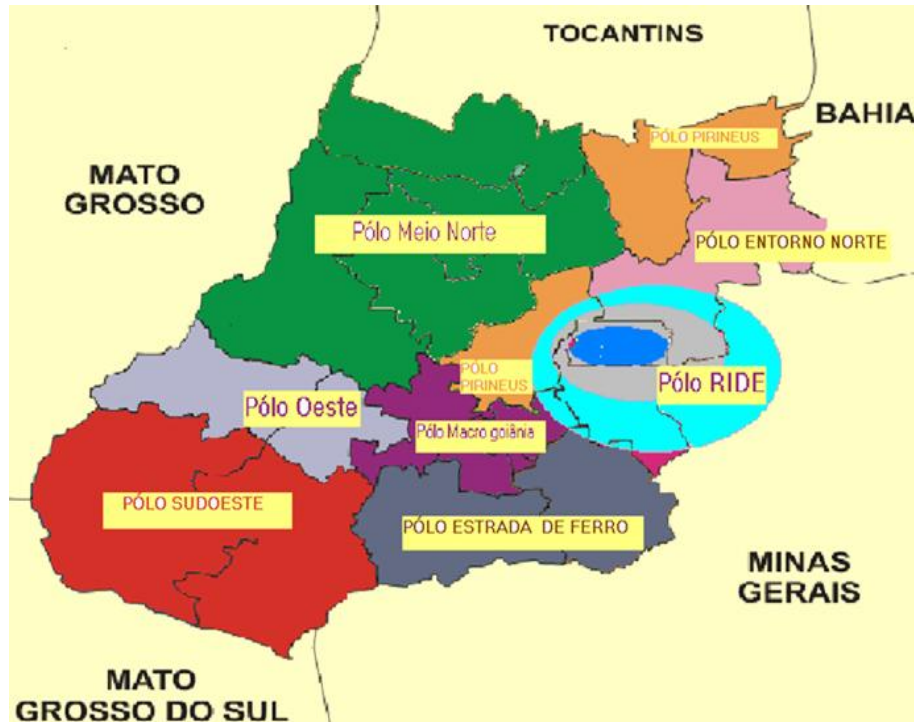 TOCANTINS
BAHIA
PÓLO PIRINEUS
MATO
GROSSO
Pólo Meio Norte
PÓLO ENTORNO NORTE
PÓLO
PIRINEUS
Pólo RIDE
Pólo Oeste
Pólo Macro goiânia
PÓLO SUDOESTE
PÓLO ESTRADA DE FERRO
MINAS
GERAIS
MATO
GROSSO DO SUL